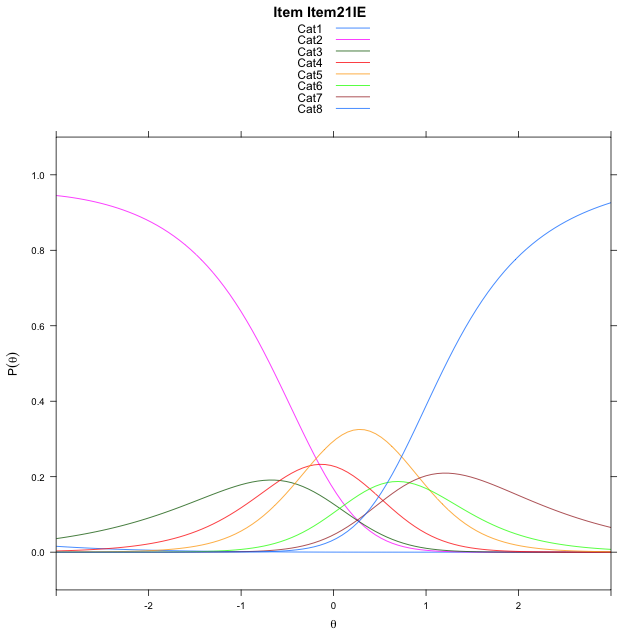 Item Item21IE
Cat1
Cat2
Cat3
Cat4
Cat5
Cat6
Cat7
Cat8
1.0
0.8
0.6
0.4
0.2
0.0
P(θ)
-2 -1 0 1 2
θ